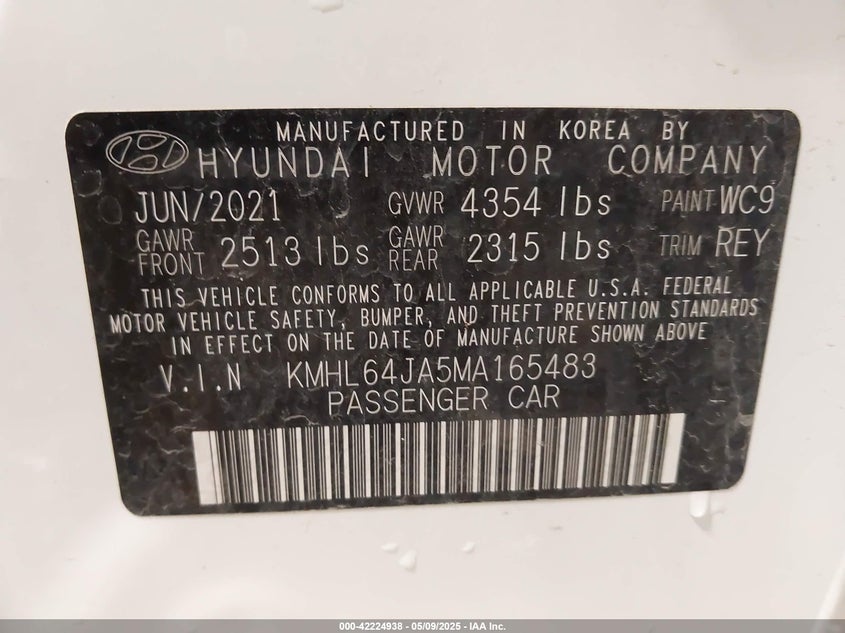 MANUFACTURED IN KOREA BY
HYUNDAI MOTOR COMPANY
JUN/2021 GVWR 4354 lbs PAINT WC9
GAWR FRONT 2513 lbs GAWR REAR 2315 lbs TRIM REY
THIS VEHICLE CONFORMS TO ALL APPLICABLE U.S.A. FEDERAL
MOTOR VEHICLE SAFETY, BUMPER, AND THEFT PREVENTION STANDARDS
IN EFFECT ON THE DATE OF MANUFACTURE SHOWN ABOVE
V.I.N KMHL64JA5MA165483
PASSENGER CAR
000-42224938 - 05/09/2025 - IAA Inc.